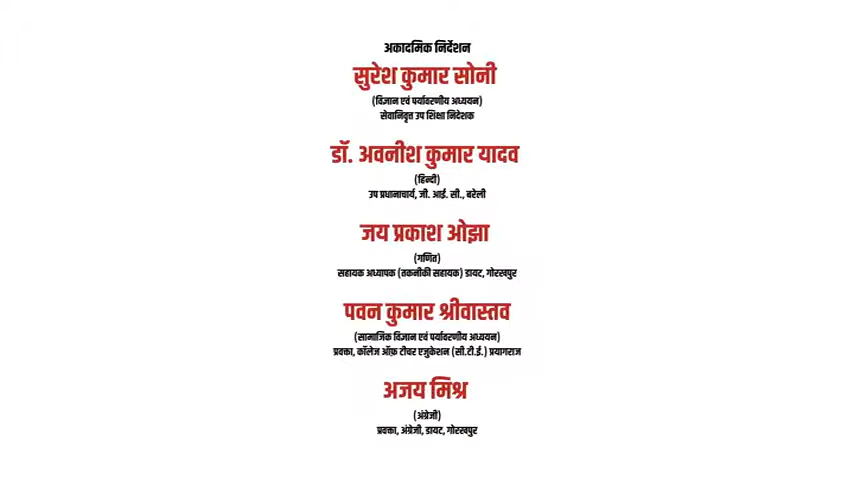 अकादमिक निर्देशन
सुरेश कुमार सोनी
(विज्ञान एवं पर्यावरणीय अध्ययन)
सेवानिवृत्त उप शिक्षा निदेशक
डॉ. अवनीश कुमार यादव
(हिन्दी)
उप प्रधानाचार्य, जी. आई. सी., बरेली
जय प्रकाश ओझा
(गणित)
सहायक अध्यापक (तकनीकी सहायक) डायट, गोरखपुर
पवन कुमार श्रीवास्तव
(सामाजिक विज्ञान एवं पर्यावरणीय अध्ययन)
प्रवक्ता, कॉलेज ऑफ़ टीचर एजुकेशन (सी.टी.ई.) प्रयागराज
अजय मिश्र
(अंग्रेजी)
प्रवक्ता, अंग्रेजी, डायट, गोरखपुर